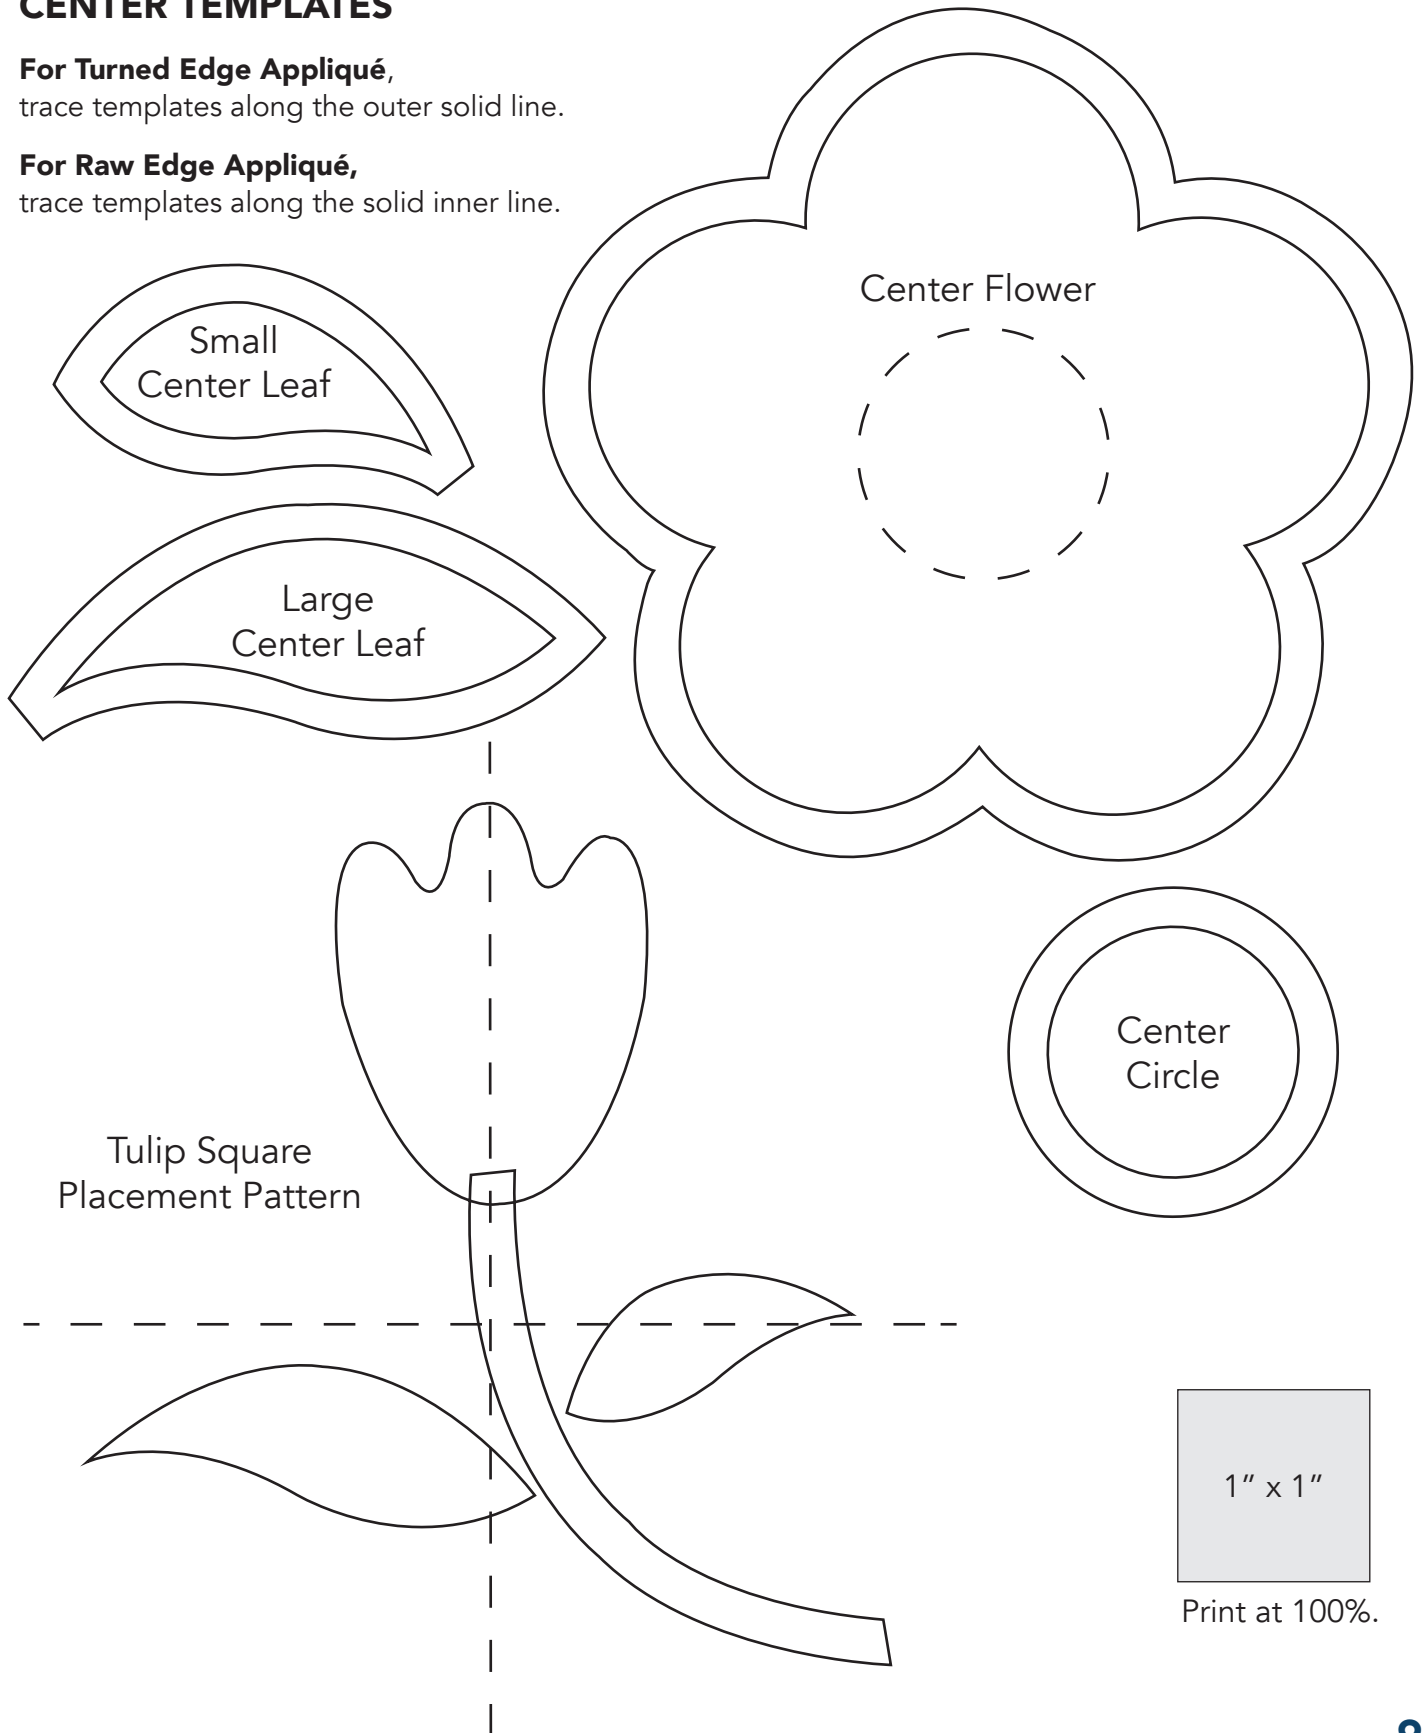 CENTER TEMPLATES
For Turned Edge Appliqué,
trace templates along the outer solid line.
For Raw Edge Appliqué,
trace templates along the solid inner line.
Center Flower
Small
Center Leaf
Large
Center Leaf
Center
Circle
Tulip Square
Placement Pattern
1” x 1”
Print at 100%.